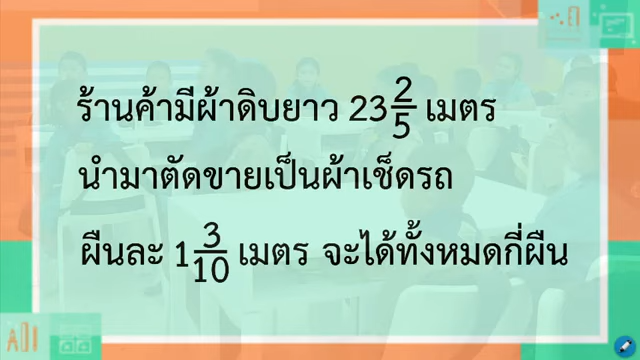 ร้านค้ามีผ้าดิบยาว 23 2/5 เมตร
นำมาตัดขายเป็นผ้าเช็ดรถ
ผืนละ 1 3/10 เมตร จะได้ทั้งหมดกี่ผืน